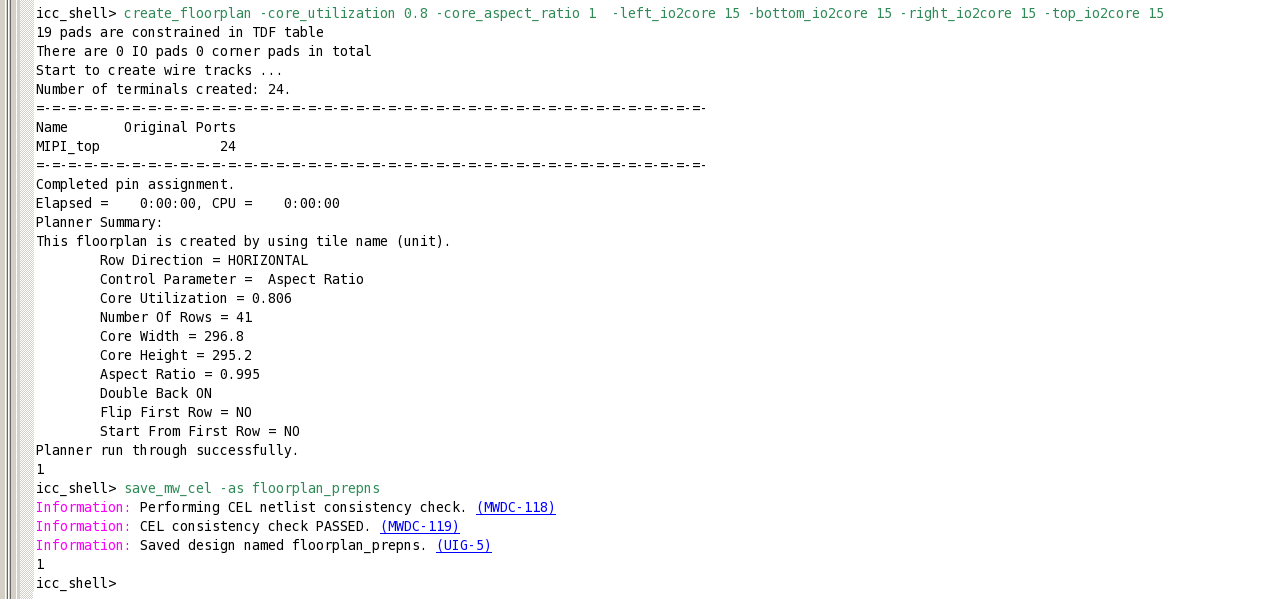 icc_shell> create_floorplan -core_utilization 0.8 -core_aspect_ratio 1  -left_io2core 15 -bottom_io2core 15 -right_io2core 15 -top_io2core 15
19 pads are constrained in TDF table
There are 0 IO pads 0 corner pads in total
Start to create wire tracks ...
Number of terminals created: 24.
=-=-=-=-=-=-=-=-=-=-=-=-=-=-=-=-=-=-=-=-=-=-=-=-=-=-=-=-=-=-=-=-=-=-=-=-=-=-=-=-=-=-
Name       Original Ports
MIPI_top               24
=-=-=-=-=-=-=-=-=-=-=-=-=-=-=-=-=-=-=-=-=-=-=-=-=-=-=-=-=-=-=-=-=-=-=-=-=-=-=-=-=-=-
Completed pin assignment.
Elapsed =    0:00:00, CPU =    0:00:00
Planner Summary:
This floorplan is created by using tile name (unit).
        Row Direction = HORIZONTAL
        Control Parameter =  Aspect Ratio
        Core Utilization = 0.806
        Number Of Rows = 41
        Core Width = 296.8
        Core Height = 295.2
        Aspect Ratio = 0.995
        Double Back ON
        Flip First Row = NO
        Start From First Row = NO
Planner run through successfully.
1
icc_shell> save_mw_cel -as floorplan_prepns
Information: Performing CEL netlist consistency check. (MWDC-118)
Information: CEL consistency check PASSED. (MWDC-119)
Information: Saved design named floorplan_prepns. (UIG-5)
1
icc_shell>